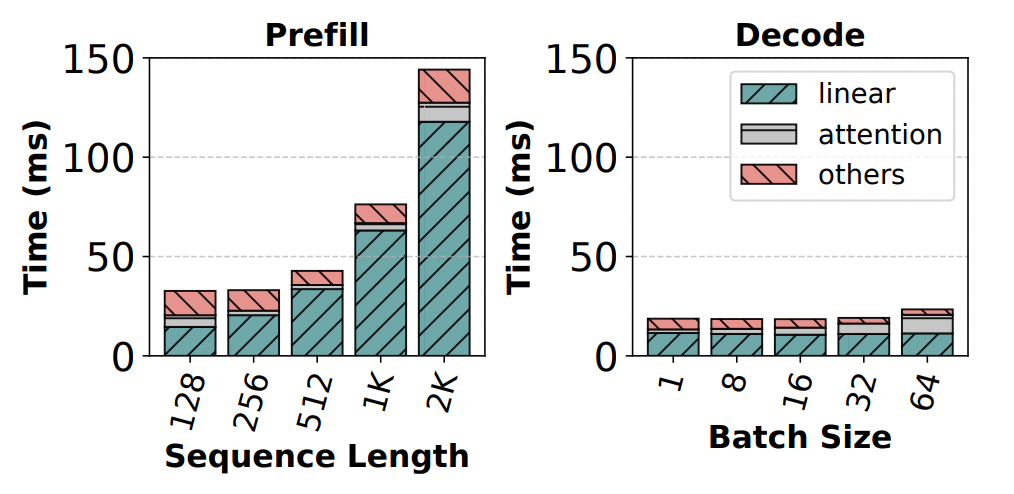 Prefill
Time (ms)
150
100
50
0
128
256
512
1K
2K
Sequence Length
Decode
Time (ms)
150
100
50
0
linear
attention
others
1
8
16
32
64
Batch Size